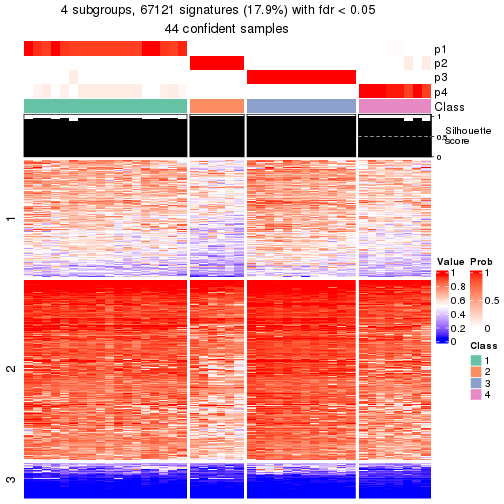 4 subgroups, 67121 signatures (17.9%) with fdr < 0.05
44 confident samples
p1
p2
p3
p4
Class
1
0.5
0
Silhouette
score
1
2
3
Value
1
0.8
0.6
0.4
0.2
0
Prob
1
0.5
0
Class
1
2
3
4